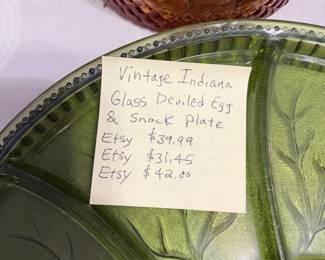 Vintage Indiana
Glass Deviled Egg
& Snack Plate
Etsy $39.99
Etsy $31.45
Etsy $42.00